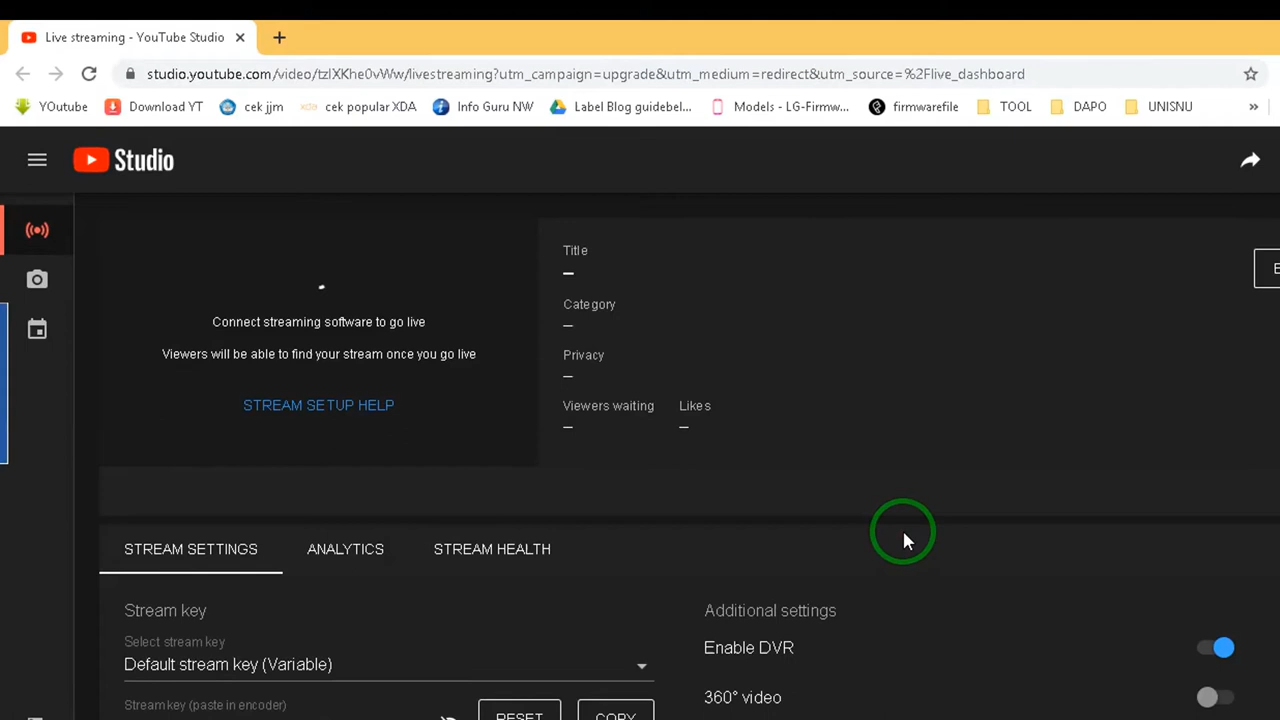 Live streaming - YouTube Studio
studio.youtube.com/video/tzlXKhe0vWw/livestreaming?utm_campaign=upgrade&utm_medium=redirect&utm_source=%2Flive_dashboard
YOutube Download YT cek jjm cek popular XDA Info Guru NW Label Blog guidebel... Models - LG-Firmw... firmwarefile TOOL DAPO UNISNU »
Studio
Title
–
Category
–
Connect streaming software to go live
Viewers will be able to find your stream once you go live
Privacy
–
STREAM SETUP HELP
Viewers waiting Likes
– –
STREAM SETTINGS ANALYTICS STREAM HEALTH
Stream key
Select stream key
Default stream key (Variable)
Stream key (paste in encoder)
RESET COPY
Additional settings
Enable DVR
360° video